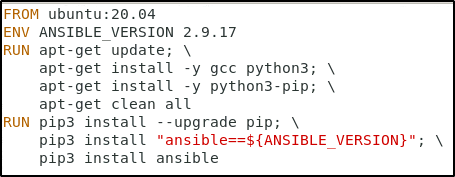 FROM ubuntu:20.04
ENV ANSIBLE_VERSION 2.9.17
RUN apt-get update; \
    apt-get install -y gcc python3; \
    apt-get install -y python3-pip; \
    apt-get clean all
RUN pip3 install --upgrade pip; \
    pip3 install "ansible==${ANSIBLE_VERSION}"; \
    pip3 install ansible